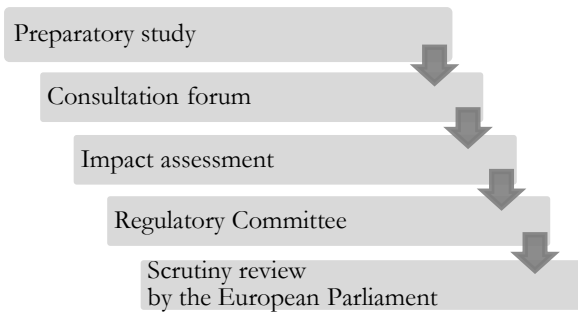 Preparatory study
Consultation forum
Impact assessment
Regulatory Committee
Scrutiny review
by the European Parliament